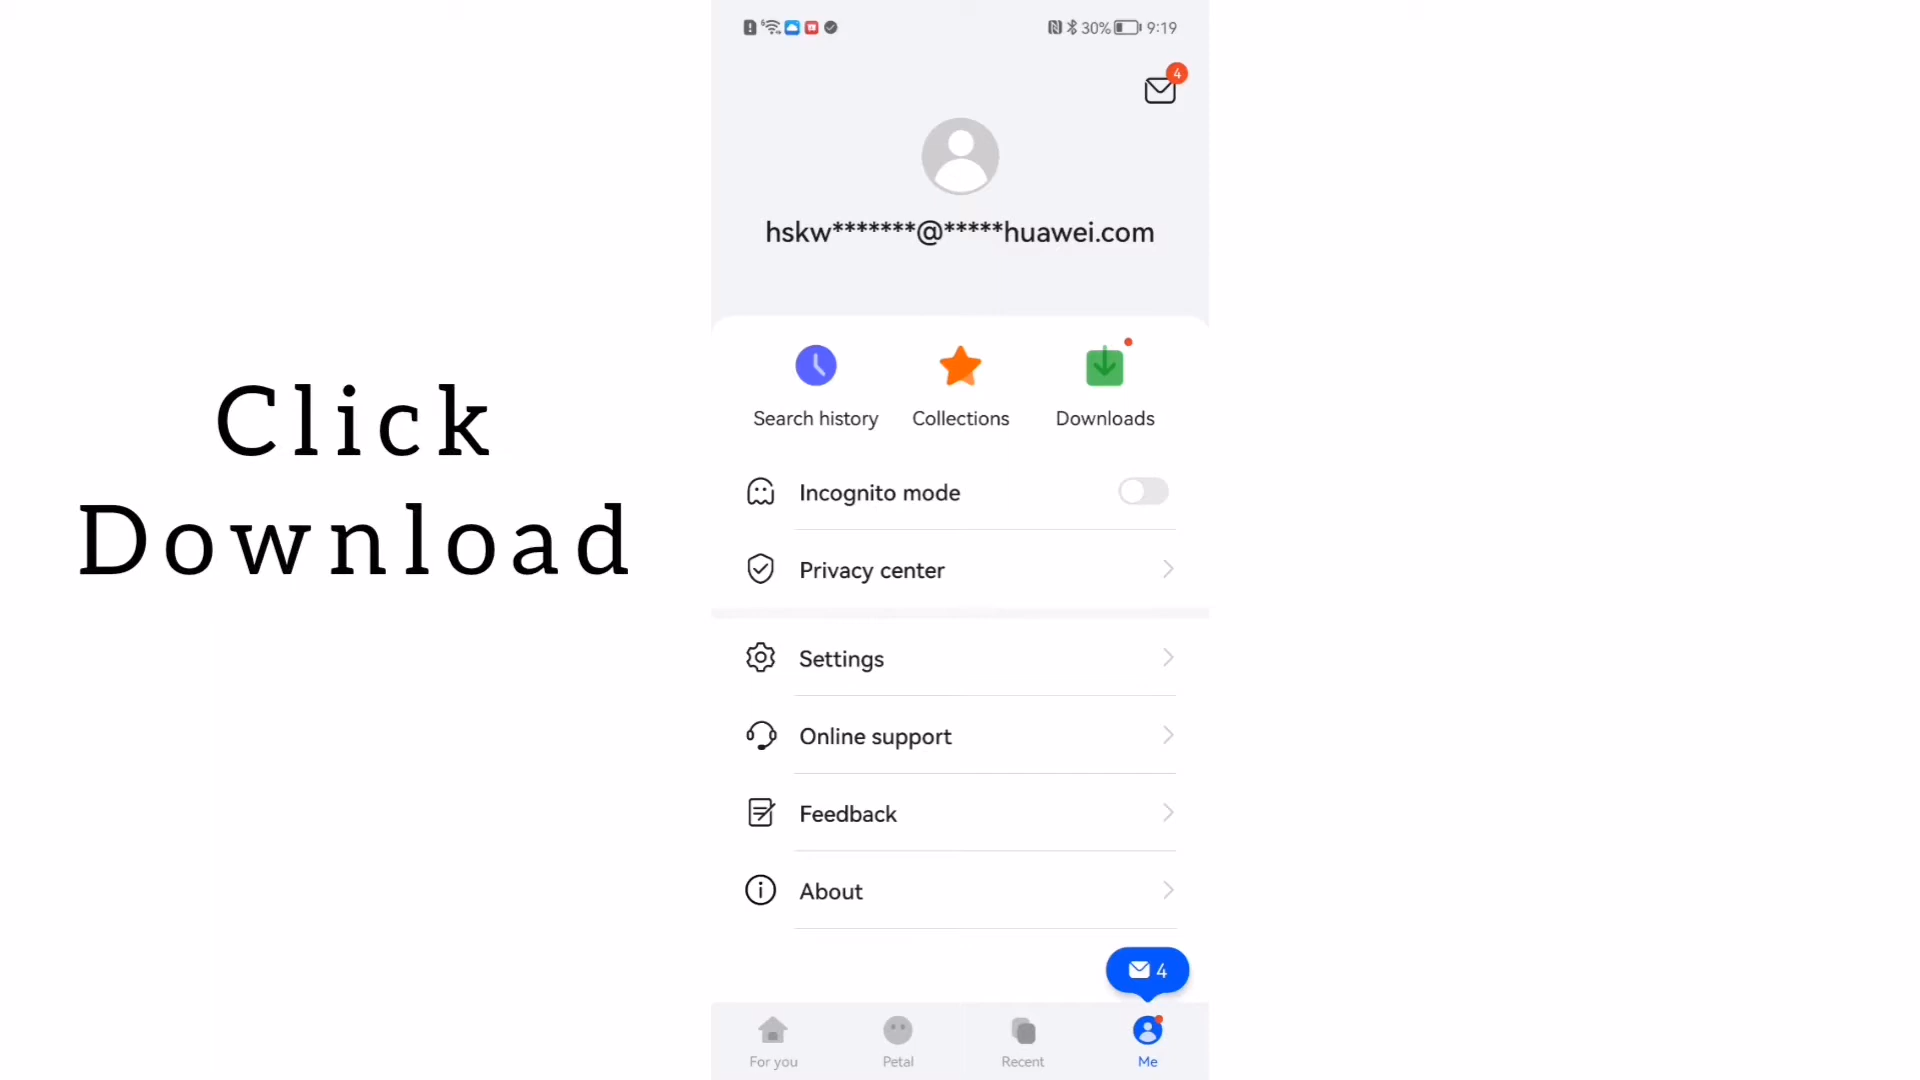 30% 9:19
4
hskw*******@*****huawei.com
Search history Collections Downloads
Click
Download
Incognito mode
Privacy center
Settings
Online support
Feedback
About
4
For you Petal Recent Me